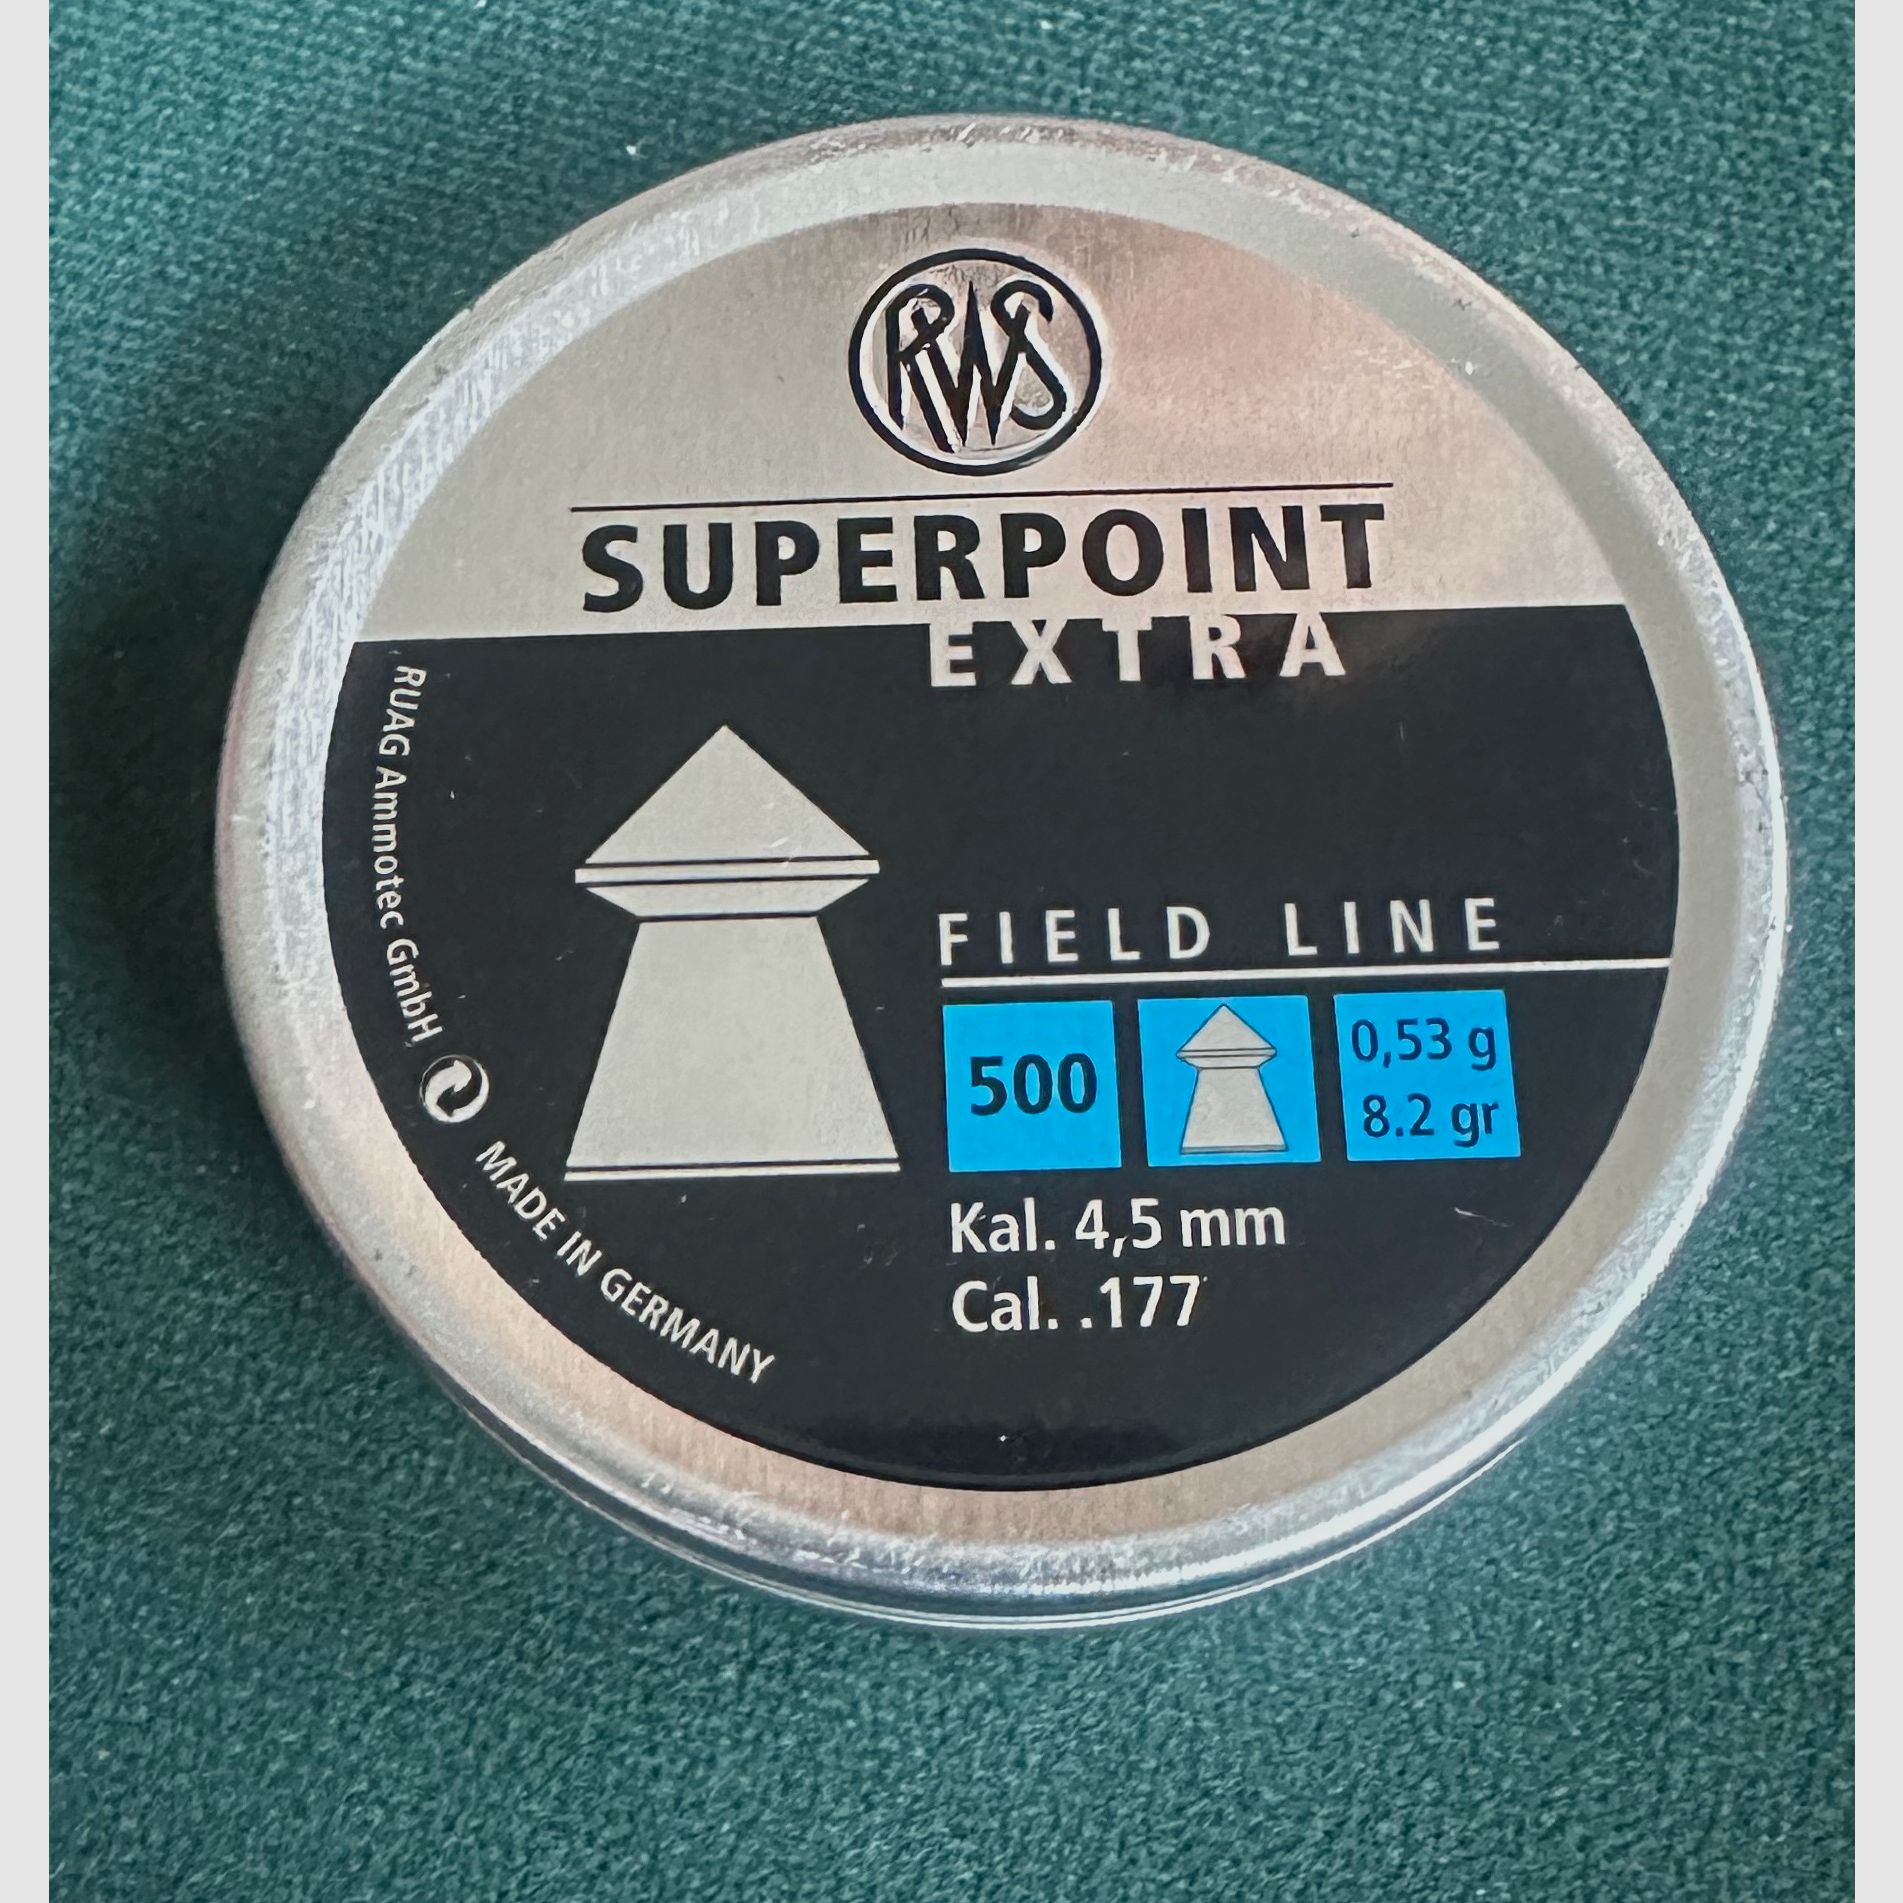 RWS
SUPERPOINT
EXTRA
RUAG Ammotec GmbH
MADE IN GERMANY
FIELD LINE
500
0,53 g
8.2 gr
Kal. 4,5 mm
Cal. .177